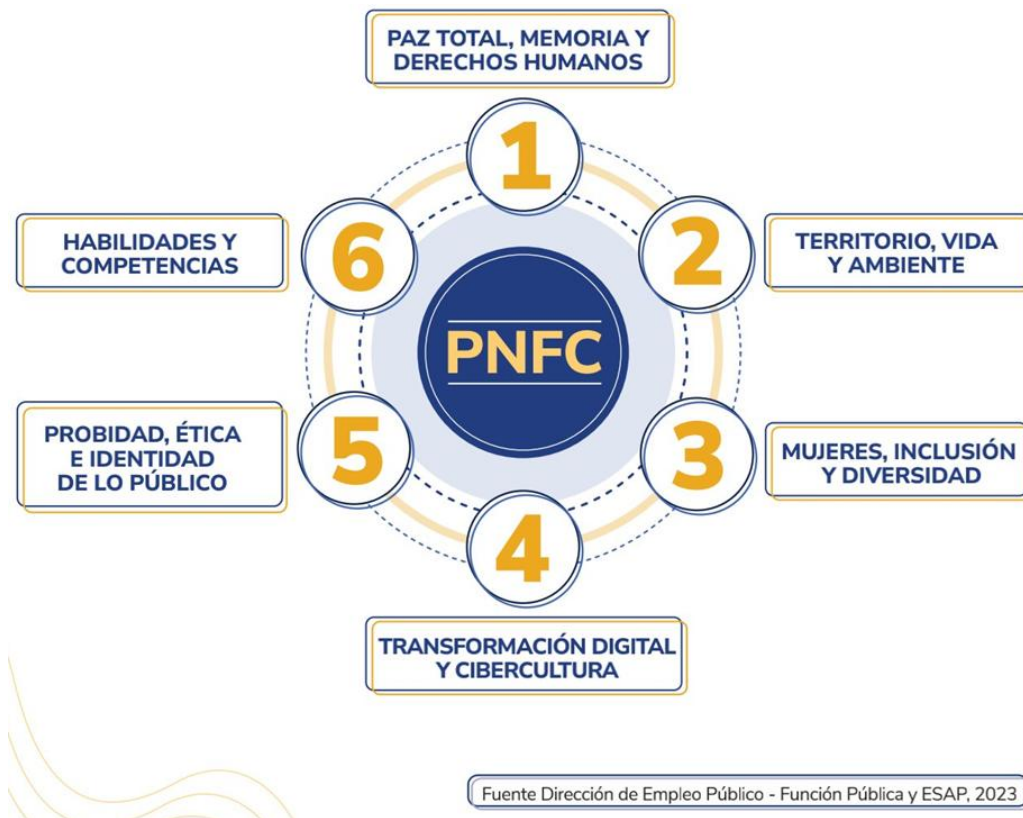 PAZ TOTAL, MEMORIA Y
DERECHOS HUMANOS
1
2
TERRITORIO, VIDA
Y AMBIENTE
3
MUJERES, INCLUSIÓN
Y DIVERSIDAD
4
TRANSFORMACIÓN DIGITAL
Y CIBERCULTURA
5
PROBIDAD, ÉTICA
E IDENTIDAD
DE LO PÚBLICO
6
HABILIDADES Y
COMPETENCIAS
PNFC
Fuente Dirección de Empleo Público - Función Pública y ESAP, 2023